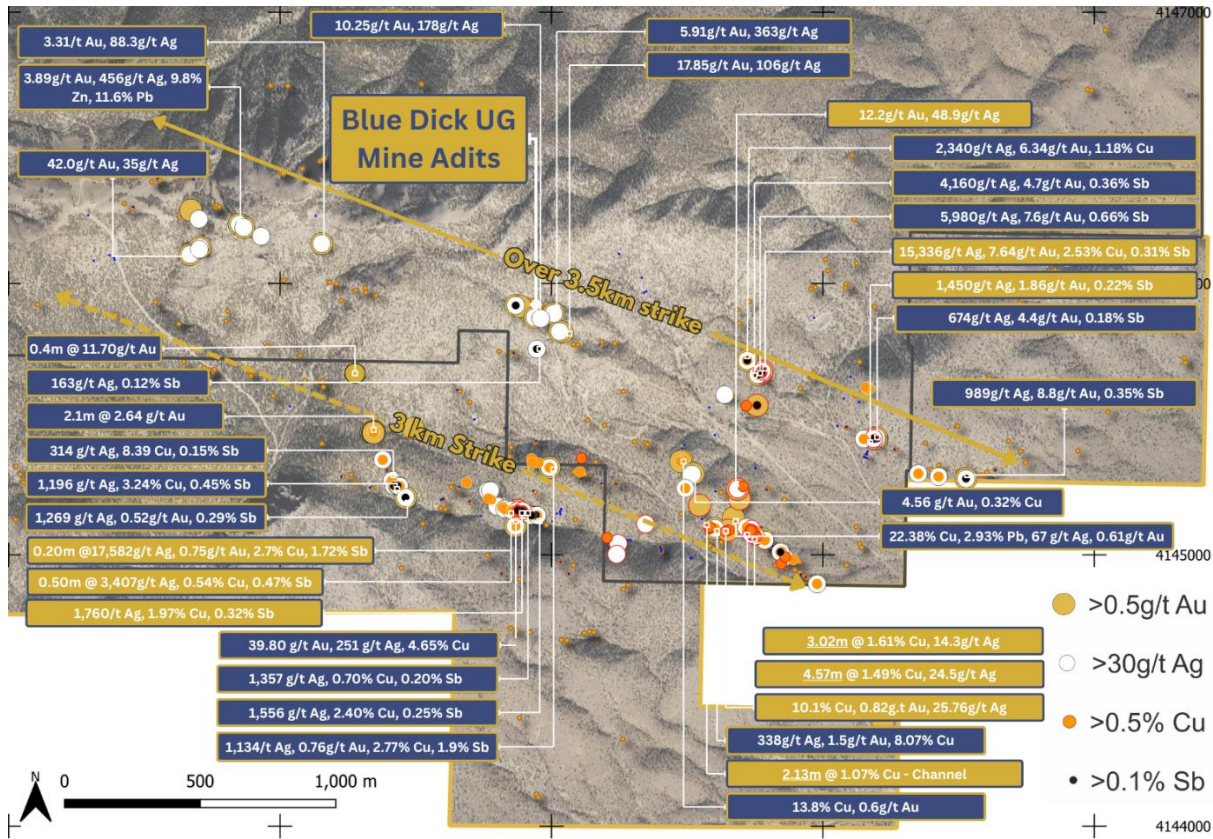 4147000
10.25g/t Au, 178g/t Ag
5.91g/t Au, 363g/t Ag
3.31/t Au, 88.3g/t Ag
17.85g/t Au, 106g/t Ag
3.89g/t Au, 456g/t Ag, 9.8%
Zn, 11.6% Pb
Blue Dick UG
Mine Adits
12.2g/t Au, 48.9g/t Ag
2,340g/t Ag, 6.34g/t Au, 1.18% Cu
42.0g/t Au, 35g/t Ag
4,160g/t Ag, 4.7g/t Au, 0.36% Sb
5,980g/t Ag, 7.6g/t Au, 0.66% Sb
15,336g/t Ag, 7.64g/t Au, 2.53% Cu, 0.31% Sb
Over 3.5km strike
1,450g/t Ag, 1.86g/t Au, 0.22% Sb
674g/t Ag, 4.4g/t Au, 0.18% Sb
0.4m @ 11.70g/t Au
163g/t Ag, 0.12% Sb
989g/t Ag, 8.8g/t Au, 0.35% Sb
2.1m @ 2.64 g/t Au
31km Strike
314 g/t Ag, 8.39 Cu, 0.15% Sb
1,196 g/t Ag, 3.24% Cu, 0.45% Sb
4.56 g/t Au, 0.32% Cu
1,269 g/t Ag, 0.52g/t Au, 0.29% Sb
22.38% Cu, 2.93% Pb, 67 g/t Ag, 0.61g/t Au
0.20m @17,582g/t Ag, 0.75g/t Au, 2.7% Cu, 1.72% Sb
4145000
0.50m @ 3,407g/t Ag, 0.54% Cu, 0.47% Sb
1,760/t Ag, 1.97% Cu, 0.32% Sb
>0.5g/t Au
39.80 g/t Au, 251 g/t Ag, 4.65% Cu
3.02m @ 1.61% Cu, 14.3g/t Ag
1,357 g/t Ag, 0.70% Cu, 0.20% Sb
4.57m @ 1.49% Cu, 24.5g/t Ag
>30g/t Ag
1,556 g/t Ag, 2.40% Cu, 0.25% Sb
10.1% Cu, 0.82g.t Au, 25.76g/t Ag
>0.5% Cu
1,134/t Ag, 0.76g/t Au, 2.77% Cu, 1.9% Sb
338g/t Ag, 1.5g/t Au, 8.07% Cu
2.13m @ 1.07% Cu - Channel
>0.1% Sb
N
0 500 1,000 m
13.8% Cu, 0.6g/t Au
4144000